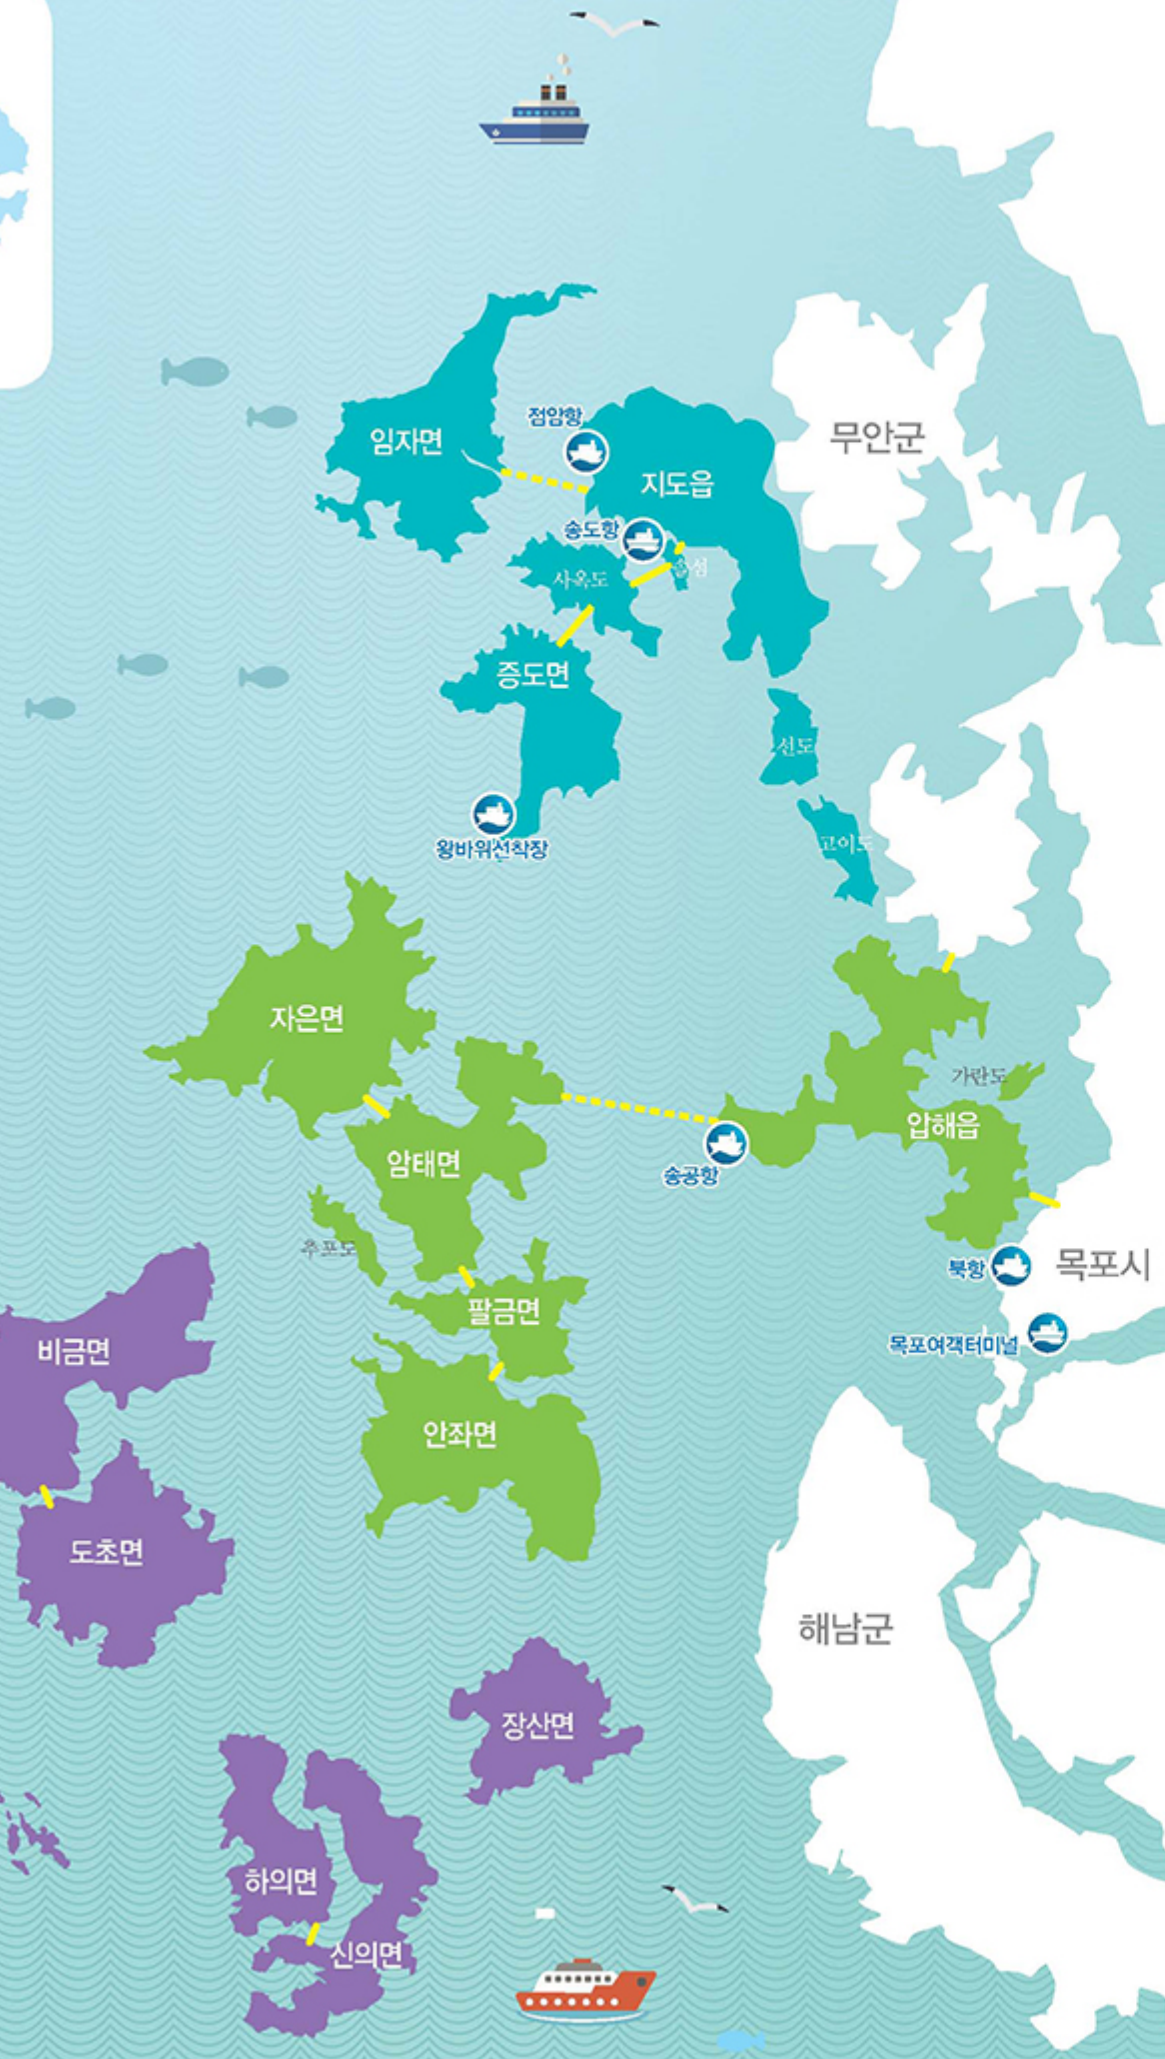 점암항
임자면
무안군
지도읍
송도항
솔섬
사옥도
증도면
선도
왕바위선착장
고이도
자은면
가란도
압해읍
암태면
송공항
추포도
북항
목포시
팔금면
목포여객터미널
비금면
안좌면
도초면
해남군
장산면
하의면
신의면